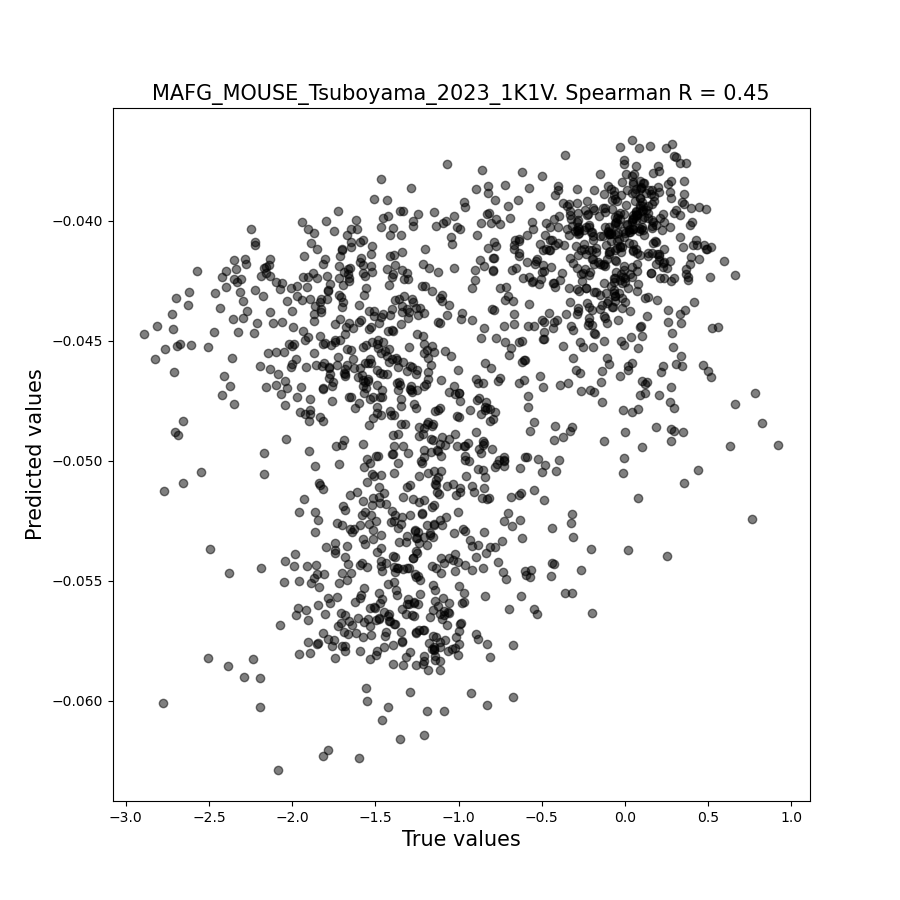 MAFG_MOUSE_Tsuboyama_2023_1K1V. Spearman R = 0.45
Predicted values
−0.040
−0.045
−0.050
−0.055
−0.060
−3.0 −2.5 −2.0 −1.5 −1.0 −0.5 0.0 0.5 1.0
True values